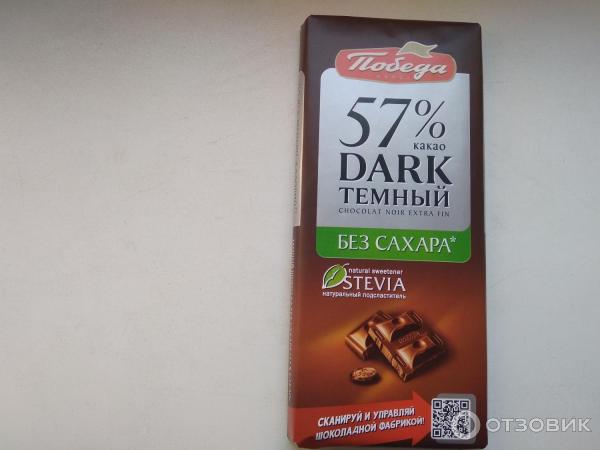 Победа
57%
какао
DARK
ТЕМНЫЙ
CHOCOLAT NOIR EXTRA FIN
БЕЗ САХАРА*
natural sweetener
STEVIA
натуральный подсластитель
СКАНИРУЙ И УПРАВЛЯЙ
ШОКОЛАДНОЙ ФАБРИКОЙ!
ОТЗОВИК